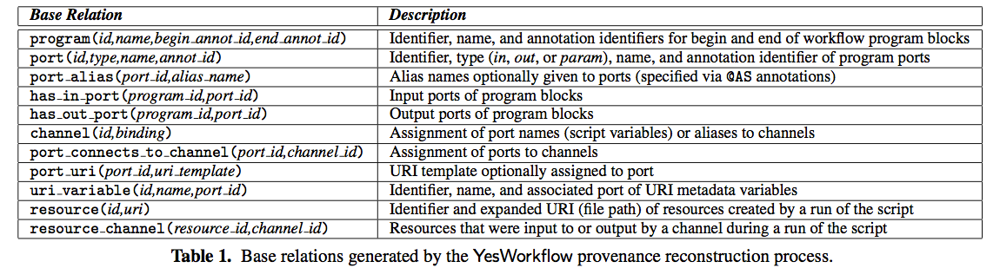 Base Relation Description
program(id,name,begin_annot_id,end_annot_id) Identifier, name, and annotation identifiers for begin and end of workflow program blocks
port(id,type,name,annot_id) Identifier, type (in, out, or param), name, and annotation identifier of program ports
port_alias(port_id,alias_name) Alias names optionally given to ports (specified via @AS annotations)
has_in_port(program_id,port_id) Input ports of program blocks
has_out_port(program_id,port_id) Output ports of program blocks
channel(id,binding) Assignment of port names (script variables) or aliases to channels
port_connects_to_channel(port_id,channel_id) Assignment of ports to channels
port_uri(port_id,uri_template) URI template optionally assigned to port
uri_variable(id,name,port_id) Identifier, name, and associated port of URI metadata variables
resource(id,uri) Identifier and expanded URI (file path) of resources created by a run of the script
resource_channel(resource_id,channel_id) Resources that were input to or output by a channel during a run of the script
Table 1. Base relations generated by the YesWorkflow provenance reconstruction process.